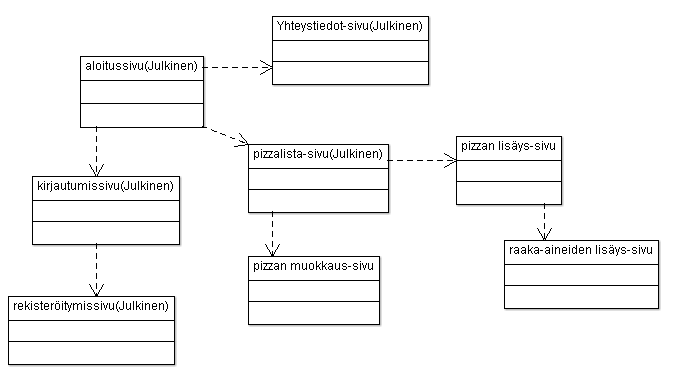 Yhteystiedot-sivu(Julkinen)
aloitussivu(Julkinen)
pizzalista-sivu(Julkinen)
pizzan lisäys-sivu
kirjautumissivu(Julkinen)
raaka-aineiden lisäys-sivu
pizzan muokkaus-sivu
rekisteröitymissivu(Julkinen)